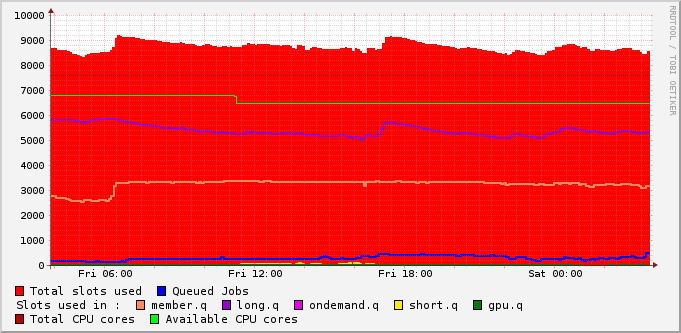 RRDTOOL / TOBI OETIKER
10000
9000
8000
7000
6000
5000
4000
3000
2000
1000
0
Fri 06:00 Fri 12:00 Fri 18:00 Sat 00:00
Total slots used Queued Jobs
Slots used in : member.q long.q ondemand.q short.q gpu.q
Total CPU cores Available CPU cores